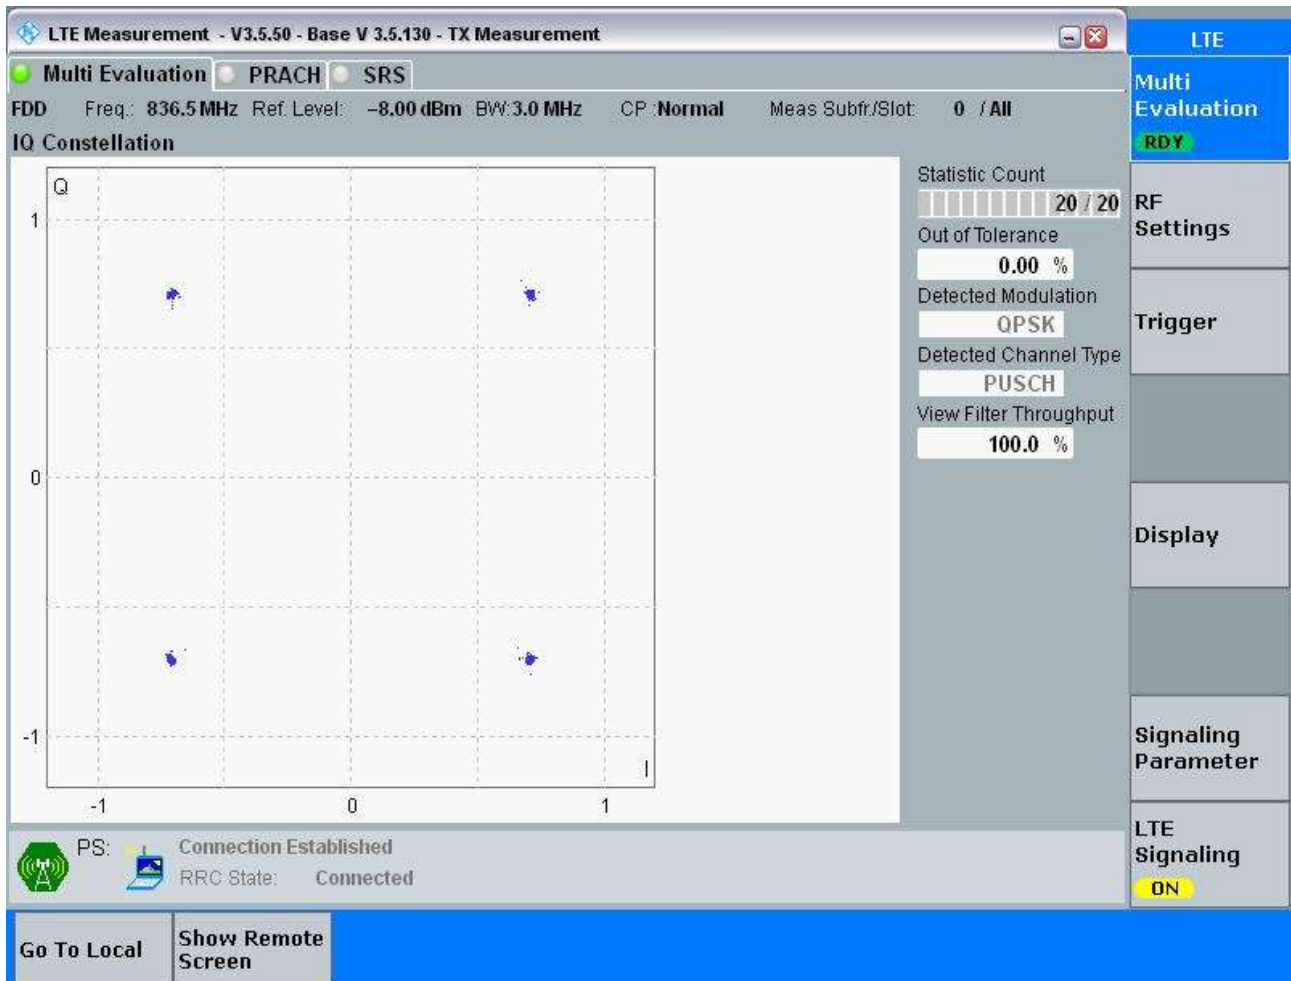 LTE Measurement - V3.5.50 - Base V 3.5.130 - TX Measurement
LTE
Multi Evaluation PRACH SRS
FDD Freq.: 836.5 MHz Ref. Level: -8.00 dBm BW: 3.0 MHz CP : Normal Meas Subfr./Slot: 0 / All
IQ Constellation
Q
1
0
-1
-1 0 1
I
Statistic Count
20 / 20
Out of Tolerance
0.00 %
Detected Modulation
QPSK
Detected Channel Type
PUSCH
View Filter Throughput
100.0 %
Multi
Evaluation
RDY
RF
Settings
Trigger
Display
Signaling
Parameter
LTE
Signaling
ON
PS: Connection Established
RRC State: Connected
Go To Local
Show Remote
Screen